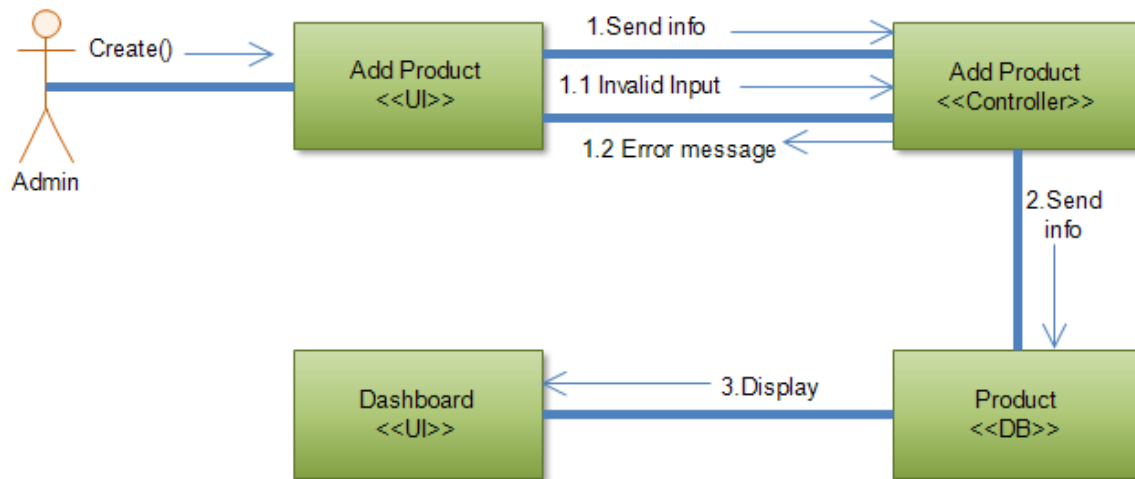 Create()
Admin
Add Product
<<UI>>
1.Send info
1.1 Invalid Input
1.2 Error message
Add Product
<<Controller>>
2.Send
info
Dashboard
<<UI>>
3.Display
Product
<<DB>>